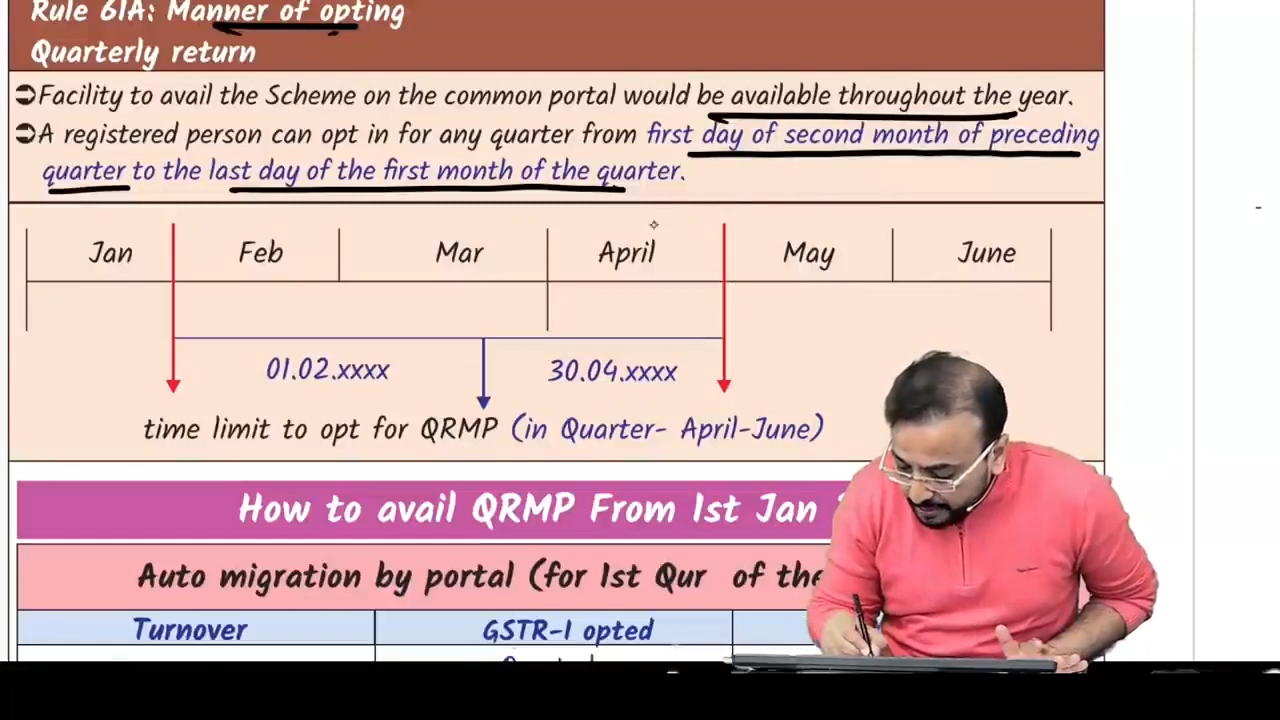 Rule 61A: Manner of opting
Quarterly return
⮊Facility to avail the Scheme on the common portal would be available throughout the year.
⮊A registered person can opt in for any quarter from first day of second month of preceding
quarter to the last day of the first month of the quarter.
Jan Feb Mar April May June
01.02.xxxx 30.04.xxxx
time limit to opt for QRMP (in Quarter- April-June)
How to avail QRMP From 1st Jan
Auto migration by portal (for 1st Qur of the
Turnover GSTR-1 opted